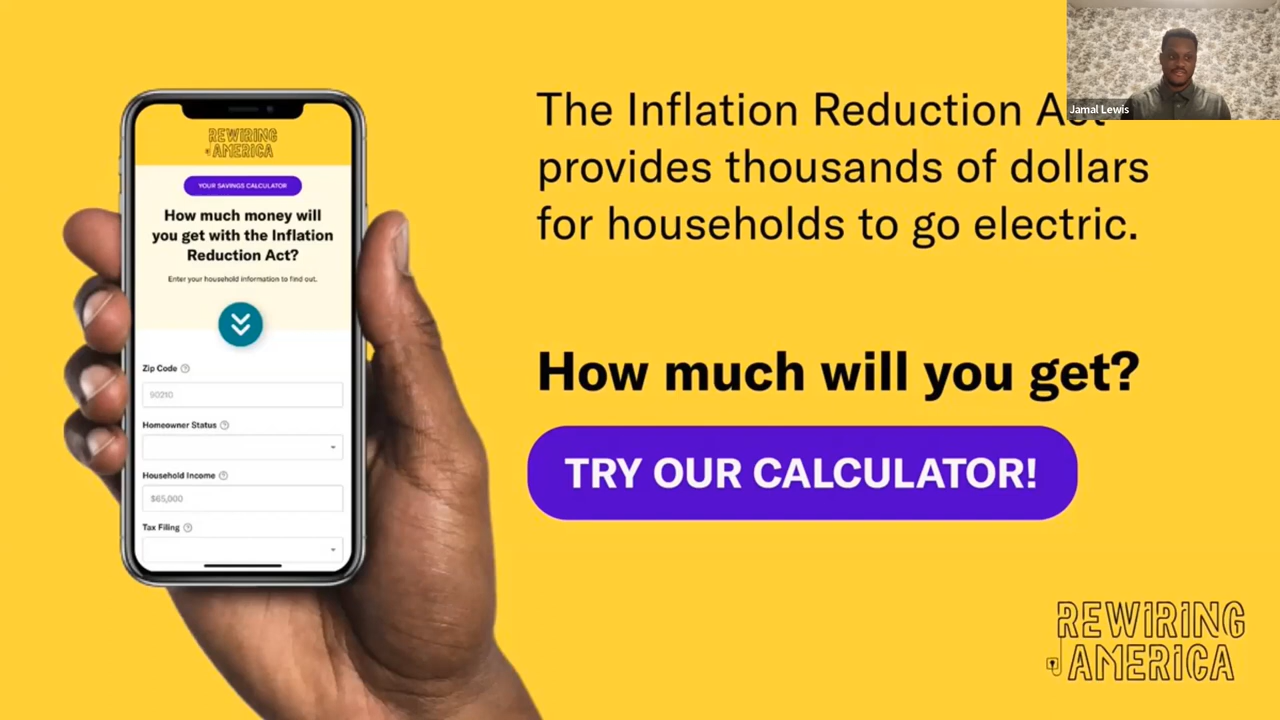 Jamal Lewis
The Inflation Reduction Act
provides thousands of dollars
for households to go electric.
How much will you get?
TRY OUR CALCULATOR!
REWIRING
AMERICA
REWIRING
AMERICA
YOUR SAVINGS CALCULATOR
How much money will
you get with the Inflation
Reduction Act?
Enter your household information to find out.
Zip Code ?
90210
Homeowner Status ?
Household Income ?
$65,000
Tax Filing ?